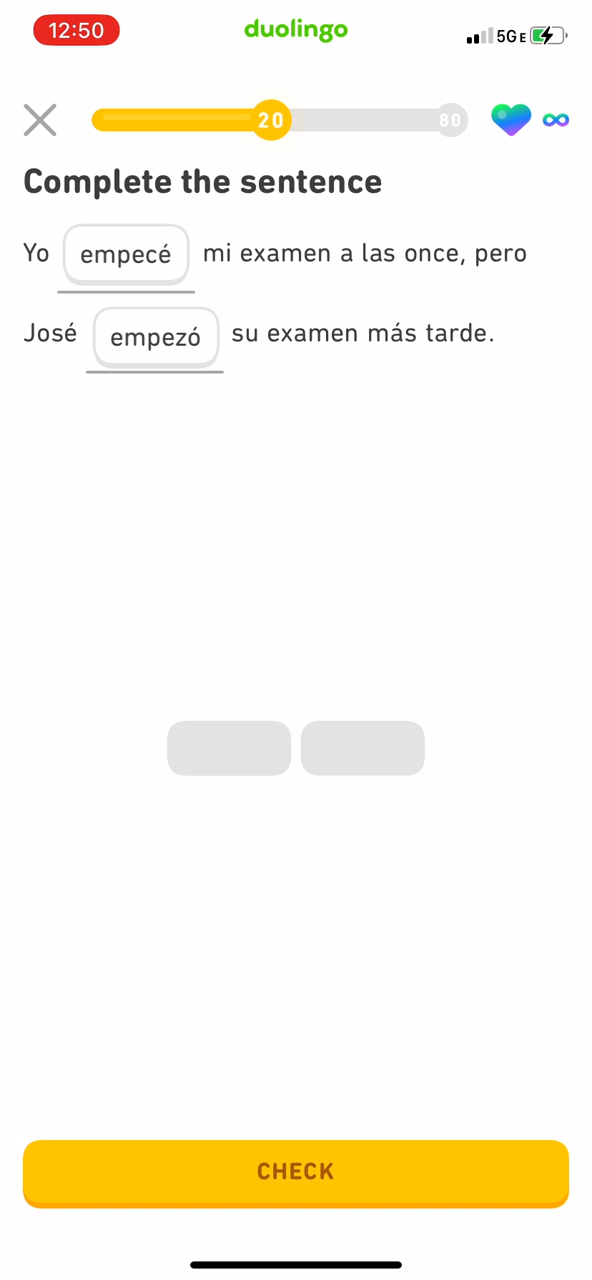 12:50
duolingo
5GE
20
80
Complete the sentence
Yo empecé mi examen a las once, pero
José empezó su examen más tarde.
CHECK